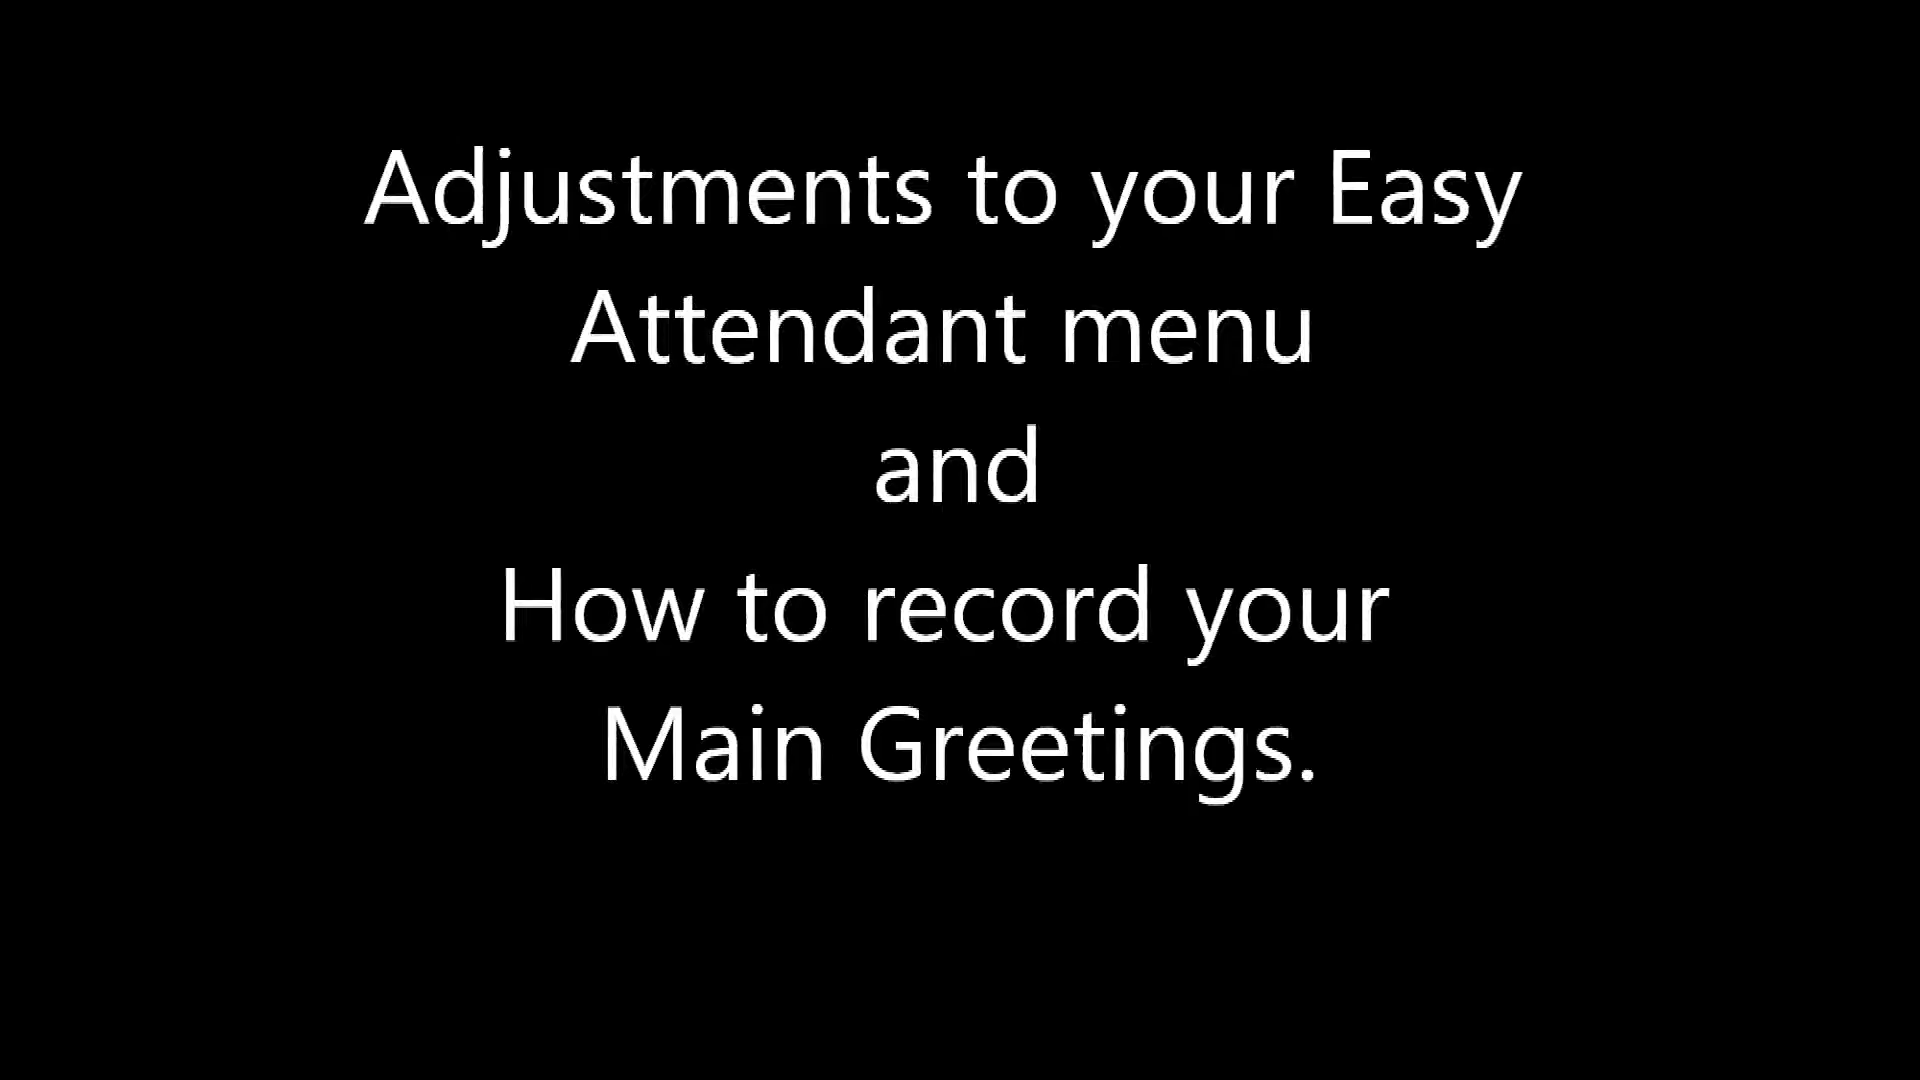 Adjustments to your Easy
Attendant menu
and
How to record your
Main Greetings.